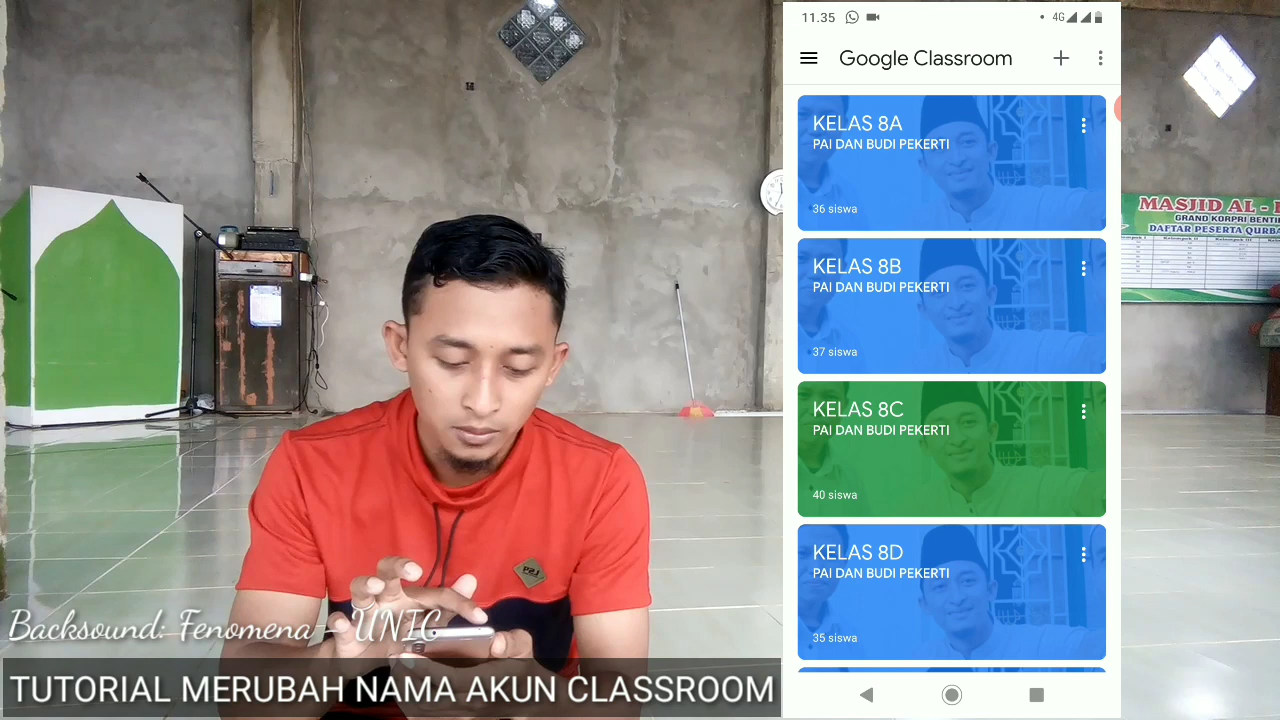 11.35
4G
Google Classroom
KELAS 8A
PAI DAN BUDI PEKERTI
36 siswa
KELAS 8B
PAI DAN BUDI PEKERTI
37 siswa
KELAS 8C
PAI DAN BUDI PEKERTI
40 siswa
KELAS 8D
PAI DAN BUDI PEKERTI
35 siswa
MASJID AL -
GRAND KORPRI
DAFTAR PESERTA
Backsound: Fenomena - UNIC
TUTORIAL MERUBAH NAMA AKUN CLASSROOM